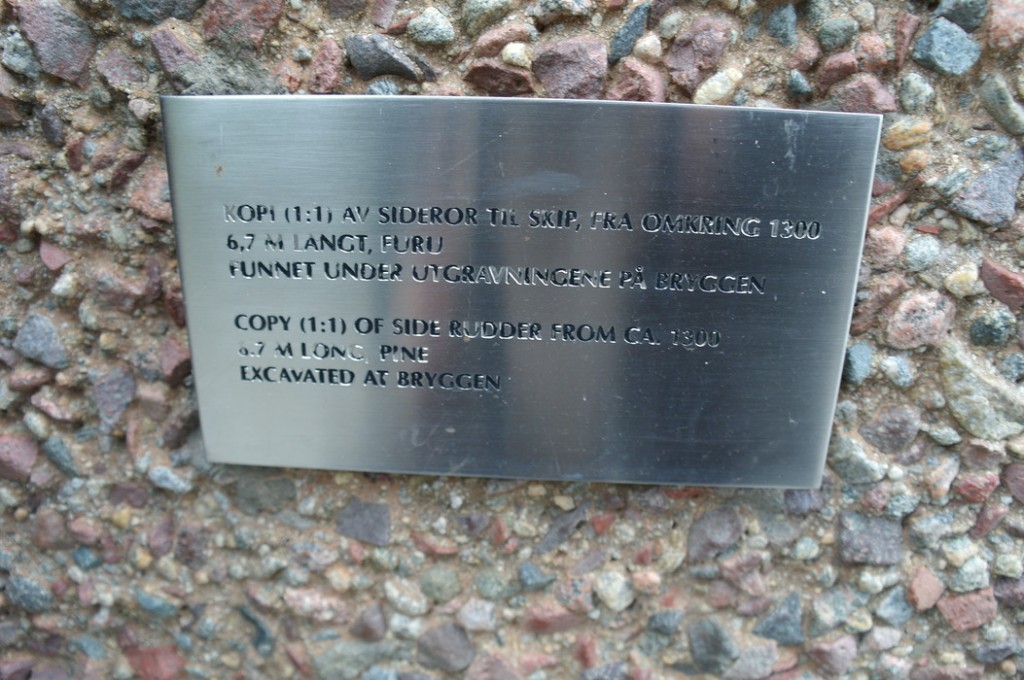 KOPI (1:1) AV SIDEROR TIL SKIP, FRA OMKRING 1300
6,7 M LANGT, FURU
FUNNET UNDER UTGRAVNINGENE PÅ BRYGGEN
COPY (1:1) OF SIDE RUDDER FROM CA. 1300
6.7 M LONG, PINE
EXCAVATED AT BRYGGEN